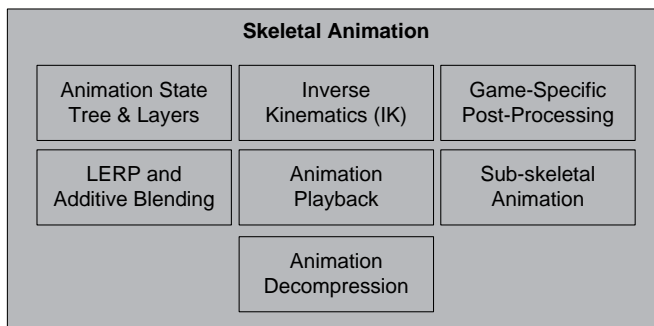 Skeletal Animation
Animation State
Tree & Layers
Inverse
Kinematics (IK)
Game-Specific
Post-Processing
LERP and
Additive Blending
Animation
Playback
Sub-skeletal
Animation
Animation
Decompression